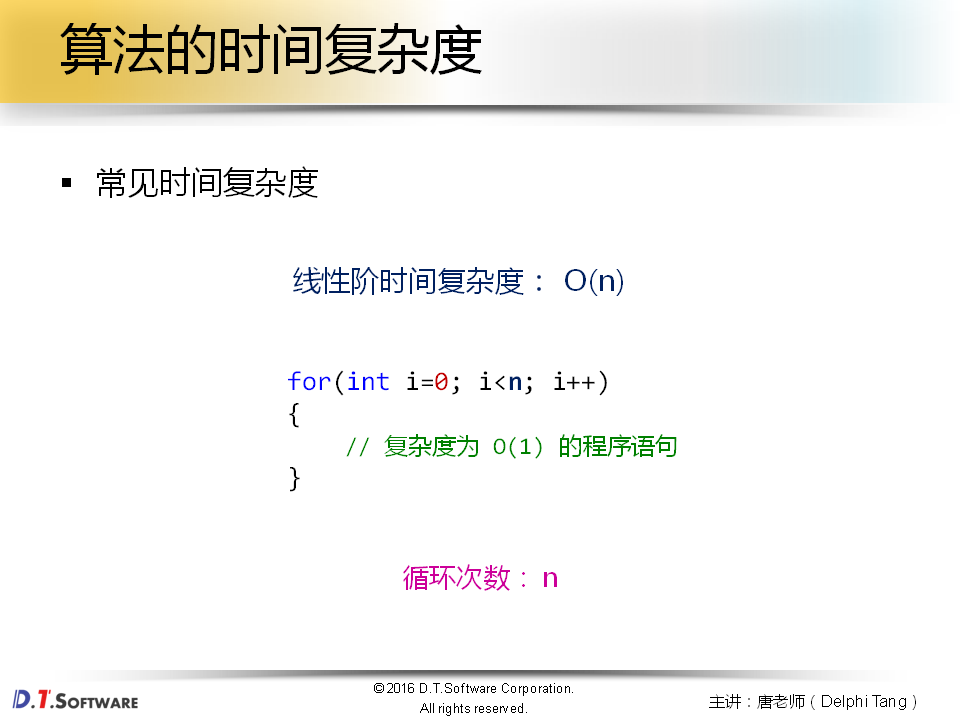 算法的时间复杂度
▪ 常见时间复杂度
线性阶时间复杂度： O(n)
for(int i=0; i<n; i++)
{
    // 复杂度为 O(1) 的程序语句
}
循环次数：n
D.T.SOFTWARE
©2016 D.T.Software Corporation.
All rights reserved.
主讲：唐老师（Delphi Tang）